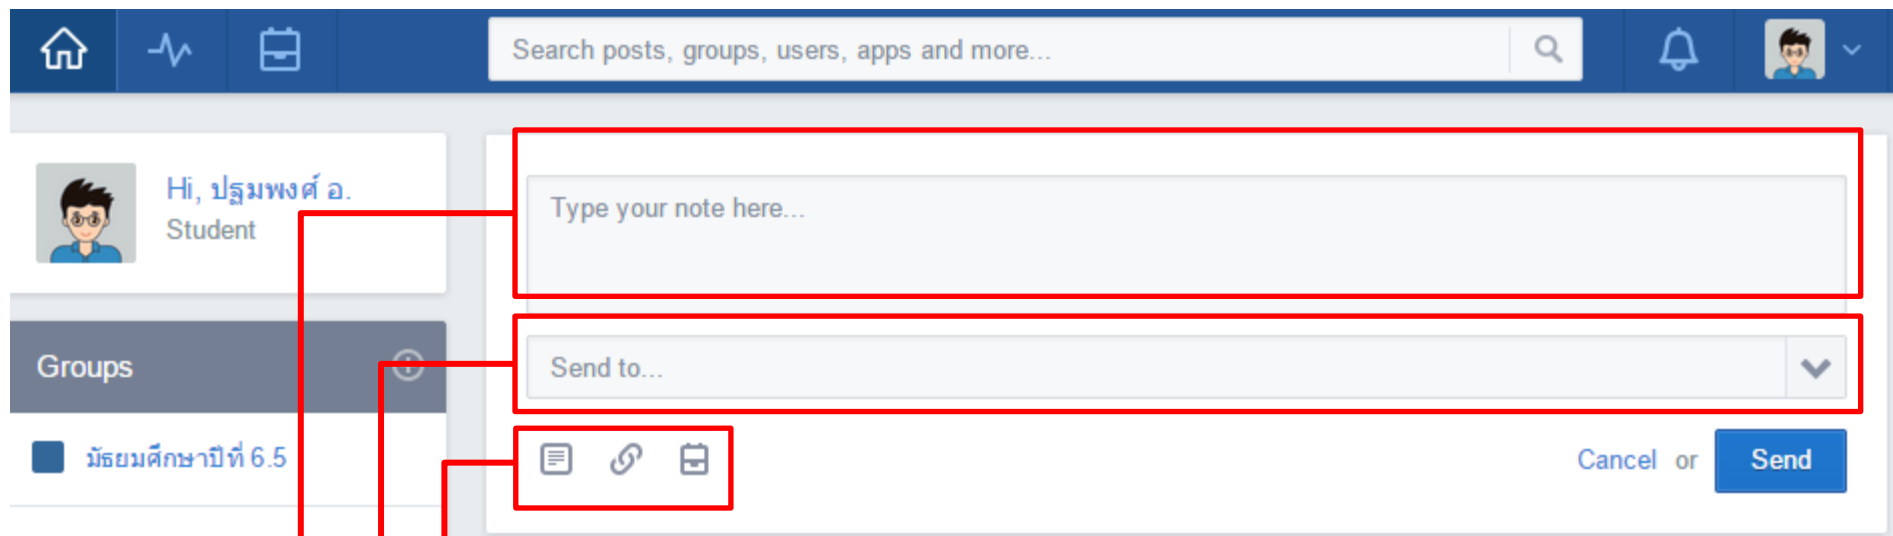 Search posts, groups, users, apps and more...
Hi, ปฐมพงศ์ อ.
Student
Type your note here...
Groups
Send to...
มัธยมศึกษาปีที่ 6.5
Cancel or Send